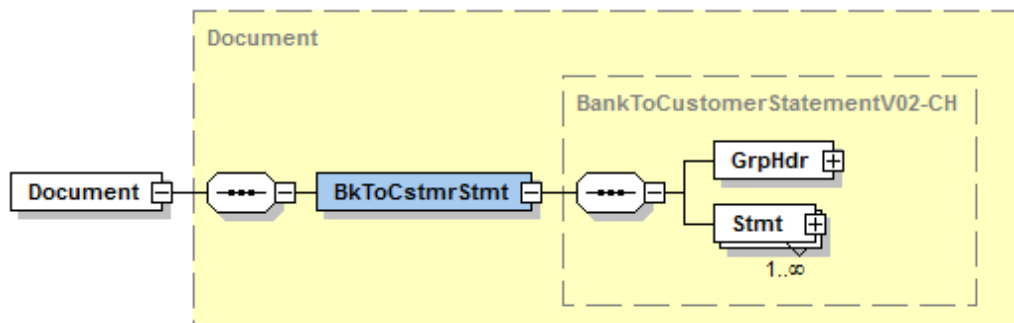 Document
BankToCustomerStatementV02-CH
GrpHdr
Document
BkToCstmrStmt
Stmt
1..∞